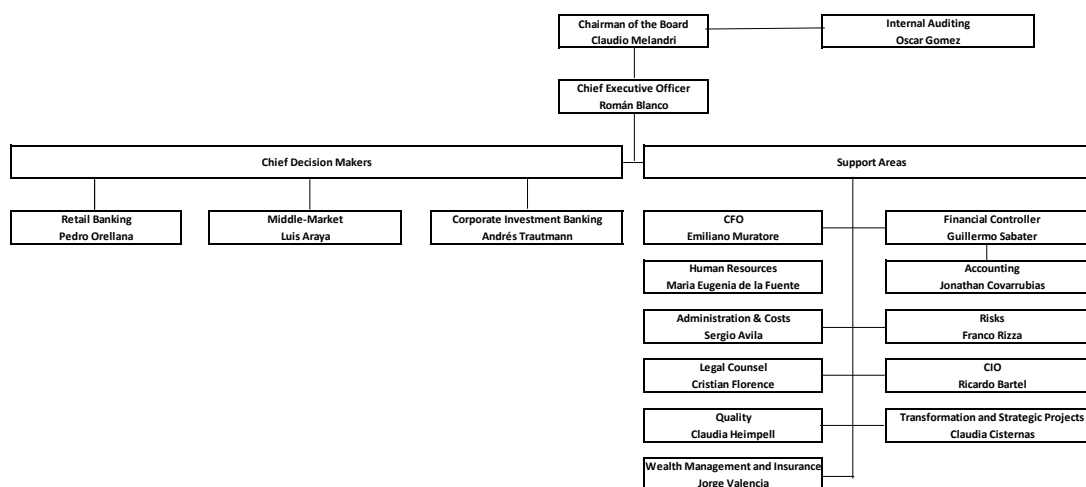 Chairman of the Board
Claudio Melandri
Internal Auditing
Oscar Gomez
Chief Executive Officer
Román Blanco
Chief Decision Makers
Support Areas
Retail Banking
Pedro Orellana
Middle-Market
Luis Araya
Corporate Investment Banking
Andrés Trautmann
CFO
Emiliano Muratore
Financial Controller
Guillermo Sabater
Human Resources
Maria Eugenia de la Fuente
Accounting
Jonathan Covarrubias
Administration & Costs
Sergio Avila
Risks
Franco Rizza
Legal Counsel
Cristian Florence
CIO
Ricardo Bartel
Quality
Claudia Heimpell
Transformation and Strategic Projects
Claudia Cisternas
Wealth Management and Insurance
Jorge Valencia